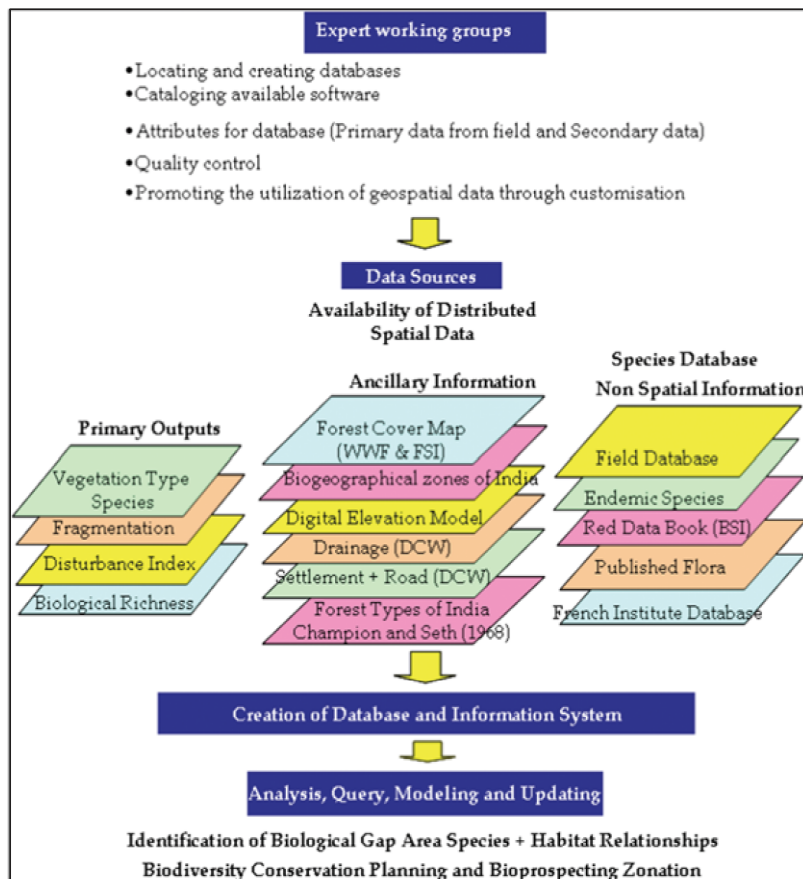 Expert working groups
•Locating and creating databases
•Cataloging available software
•Attributes for database (Primary data from field and Secondary data)
•Quality control
•Promoting the utilization of geospatial data through customisation
Data Sources
Availability of Distributed
Spatial Data
Primary Outputs
Vegetation Type
Species
Fragmentation
Disturbance Index
Biological Richness
Ancillary Information
Forest Cover Map
(WWF & FSI)
Biogeographical zones of India
Digital Elevation Model
Drainage (DCW)
Settlement + Road (DCW)
Forest Types of India
Champion and Seth (1968)
Species Database
Non Spatial Information
Field Database
Endemic Species
Red Data Book (BSI)
Published Flora
French Institute Database
Creation of Database and Information System
Analysis, Query, Modeling and Updating
Identification of Biological Gap Area Species + Habitat Relationships
Biodiversity Conservation Planning and Bioprospecting Zonation